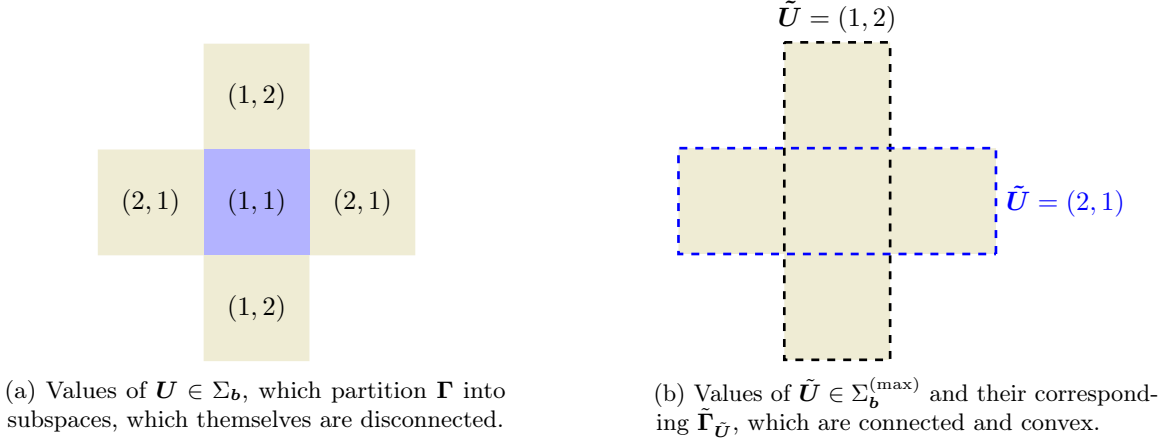 Ũ = (1, 2)
(1, 2)
(2, 1) (1, 1) (2, 1)
Ũ = (2, 1)
(1, 2)
(a) Values of U ∈ Σ_b, which partition Γ into
subspaces, which themselves are disconnected.
(b) Values of Ũ ∈ Σ_b^(max) and their correspond-
ing Γ̃_Ũ, which are connected and convex.